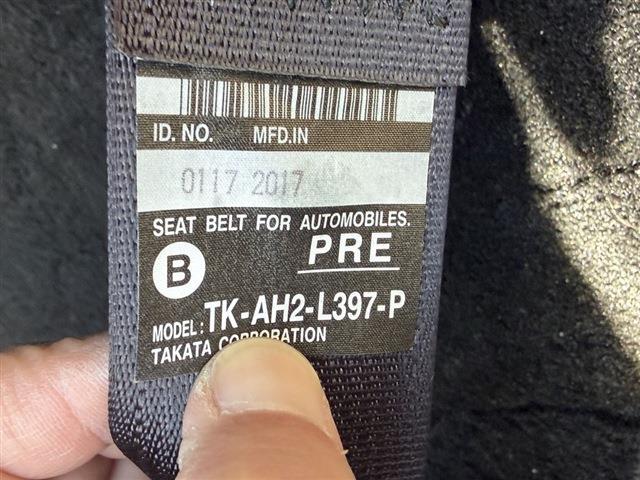 ID. NO. MFD.IN
0117 2017
SEAT BELT FOR AUTOMOBILES.
B PRE
MODEL: TK-AH2-L397-P
TAKATA CORPORATION